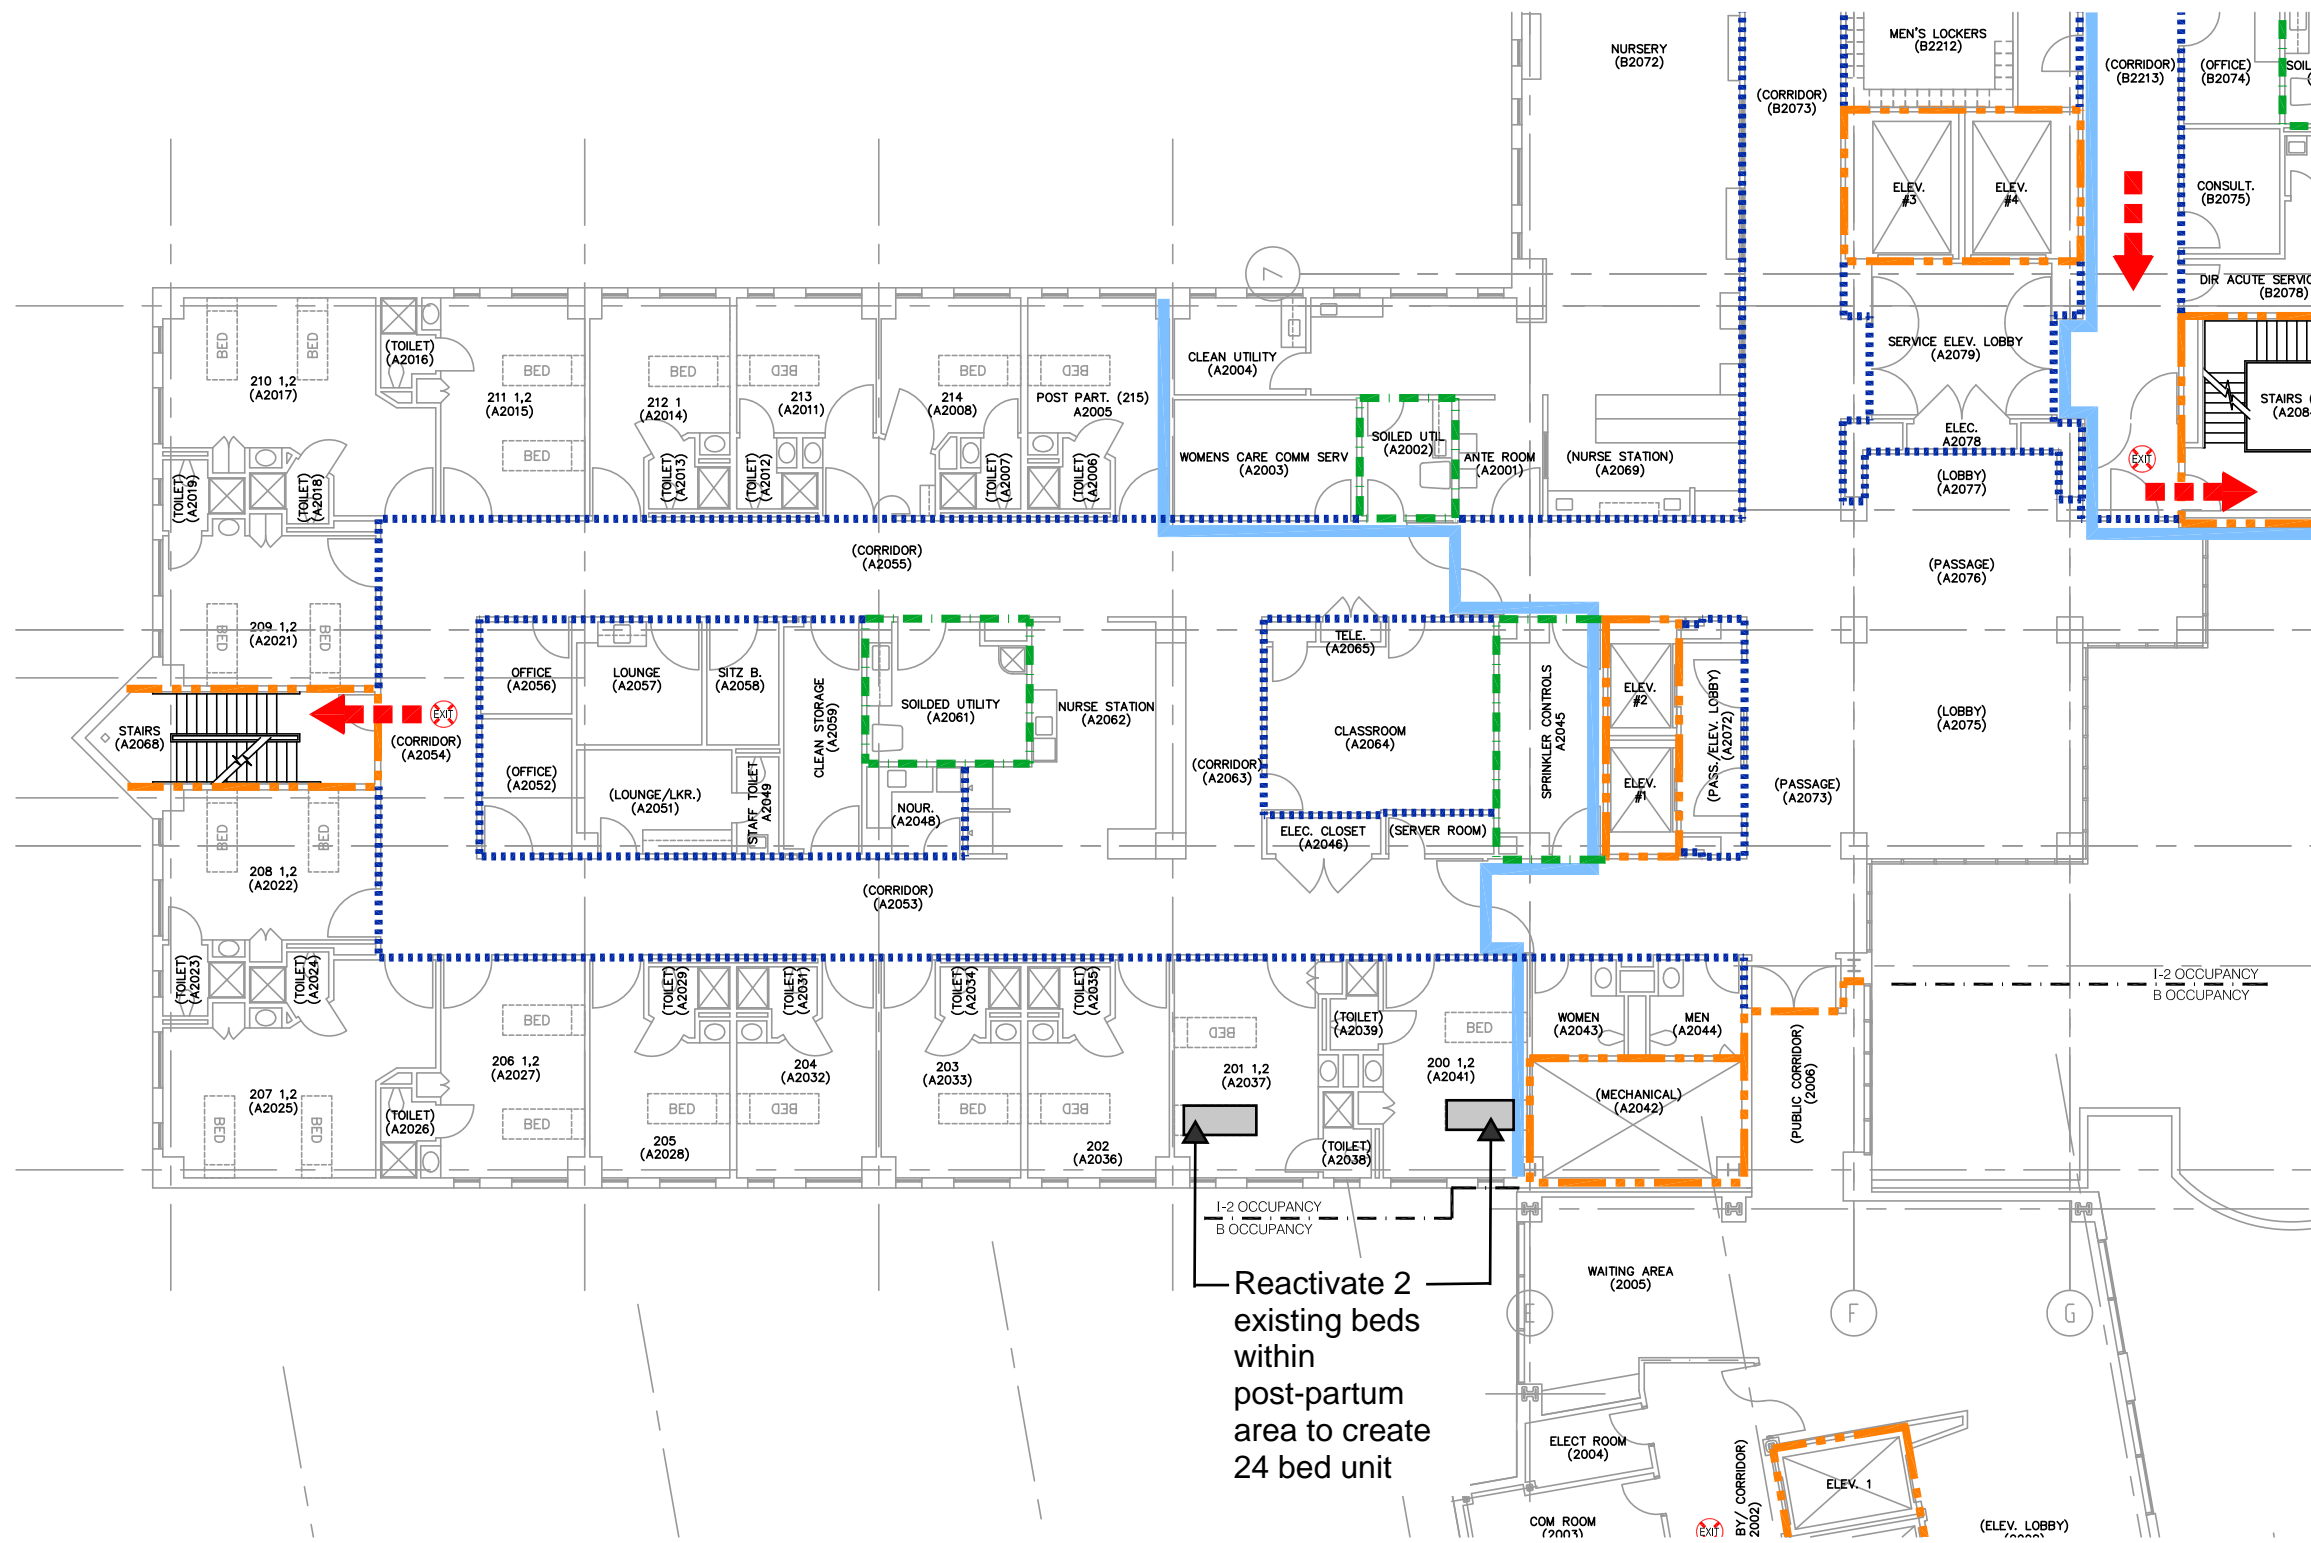 NURSERY
(B2072)
MEN'S LOCKERS
(B2212)
(CORRIDOR)
(B2213)
(OFFICE)
(B2074)
(CORRIDOR)
(B2073)
ELEV.
#3
ELEV.
#4
CONSULT.
(B2075)
DIR ACUTE
(B2078)
7
SERVICE ELEV. LOBBY
(A2079)
STAIRS
ELEC.
A2078
EXIT
(LOBBY)
(A2077)
BED
BED
210 1,2
(A2017)
(TOILET)
(A2016)
BED
211 1,2
(A2015)
BED
BED
212 1
(A2014)
BED
213
(A2011)
BED
214
(A2008)
BED
POST PART. (215)
A2005
CLEAN UTILITY
(A2004)
WOMENS CARE COMM SERV
(A2003)
SOILED UTIL
(A2002)
ANTE ROOM
(A2001)
(NURSE STATION)
(A2069)
(TOILET)
(A2019)
(TOILET)
(A2018)
(TOILET)
(A2013)
(TOILET)
(A2012)
(TOILET)
(A2007)
(TOILET)
(A2006)
(CORRIDOR)
(A2055)
(PASSAGE)
(A2076)
209 1,2
(A2021)
BED
BED
OFFICE
(A2056)
LOUNGE
(A2057)
SITZ B.
(A2058)
CLEAN STORAGE
(A2059)
SOILDED UTILITY
(A2061)
NURSE STATION
(A2062)
TELE.
(A2065)
CLASSROOM
(A2064)
SPRINKLER CONTROLS
A2045
ELEV.
#2
ELEV.
#1
(PASS./ELEV. LOBBY)
(A2072)
(LOBBY)
(A2075)
STAIRS
(A2068)
EXIT
(CORRIDOR)
(A2054)
(OFFICE)
(A2052)
(LOUNGE/LKR.)
(A2051)
STAFF TOILET
A2049
NOUR.
(A2048)
(CORRIDOR)
(A2063)
(PASSAGE)
(A2073)
ELEC. CLOSET
(A2046)
(SERVER ROOM)
BED
BED
208 1,2
(A2022)
(CORRIDOR)
(A2053)
(TOILET)
(A2023)
(TOILET)
(A2024)
(TOILET)
(A2029)
(TOILET)
(A2031)
(TOILET)
(A2034)
(TOILET)
(A2035)
I-2 OCCUPANCY
B OCCUPANCY
BED
206 1,2
(A2027)
BED
BED
(TOILET)
(A2039)
BED
WOMEN
(A2043)
MEN
(A2044)
207 1,2
(A2025)
BED
BED
(TOILET)
(A2026)
BED
205
(A2028)
204
(A2032)
BED
203
(A2033)
BED
BED
202
(A2036)
201 1,2
(A2037)
(TOILET)
(A2038)
200 1,2
(A2041)
(MECHANICAL)
(A2042)
(PUBLIC CORRIDOR)
(2006)
I-2 OCCUPANCY
B OCCUPANCY
Reactivate 2
existing beds
within
post-partum
area to create
24 bed unit
WAITING AREA
(2005)
E
F
G
ELECT ROOM
(2004)
ELEV. 1
COM ROOM
(2003)
EXIT
BY/ CORRIDOR)
2002)
(ELEV. LOBBY)